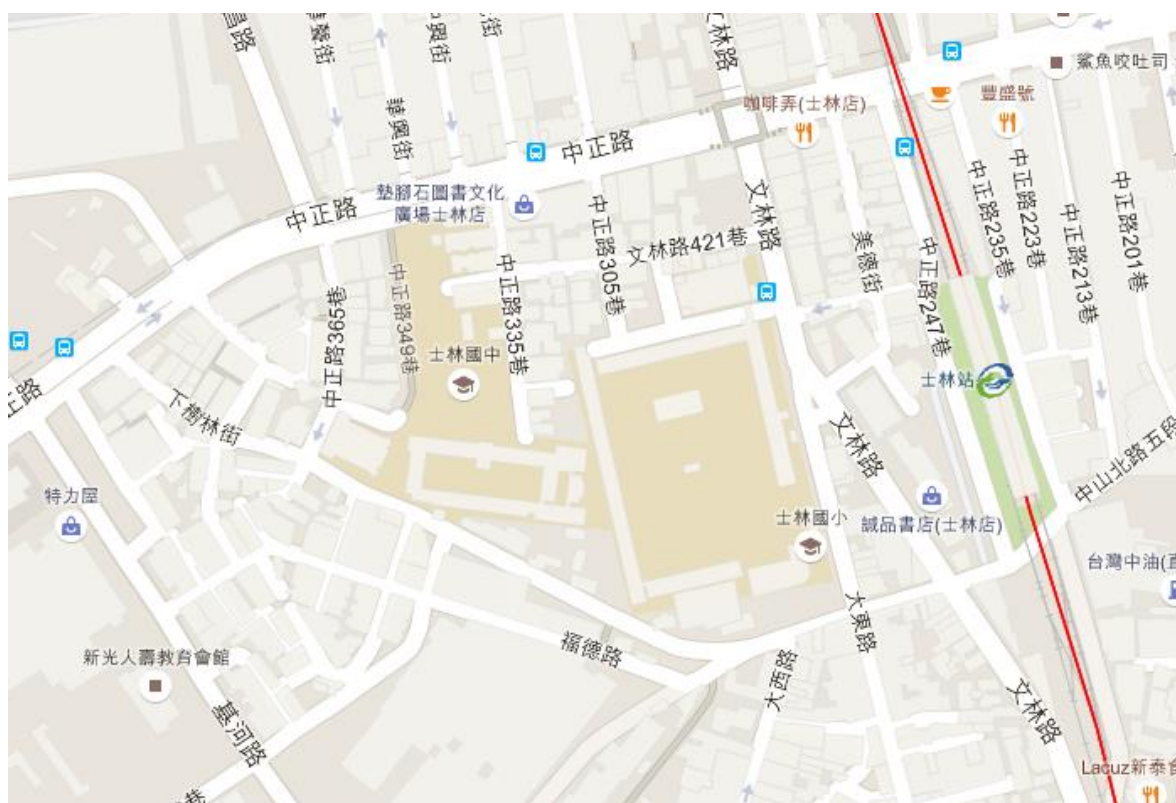 昌路
華興街
文林路
鯊魚咬吐司
咖啡弄(士林店)
豐盛號
中正路
墊腳石圖書文化
廣場士林店
中正路
文林路
中正路235巷
中正路223巷
中正路213巷
中正路201巷
中正路305巷
文林路421巷
美德街
中正路247巷
中正路365巷
中正路349巷
中正路335巷
士林國中
士林站
正路
下樹林街
文林路
中山北路五段
特力屋
士林國小
誠品書店(士林店)
台灣中油(直
大東路
福德路
新光人壽教育會館
大西路
基河路
文林路
Lacuz新泰食
巷